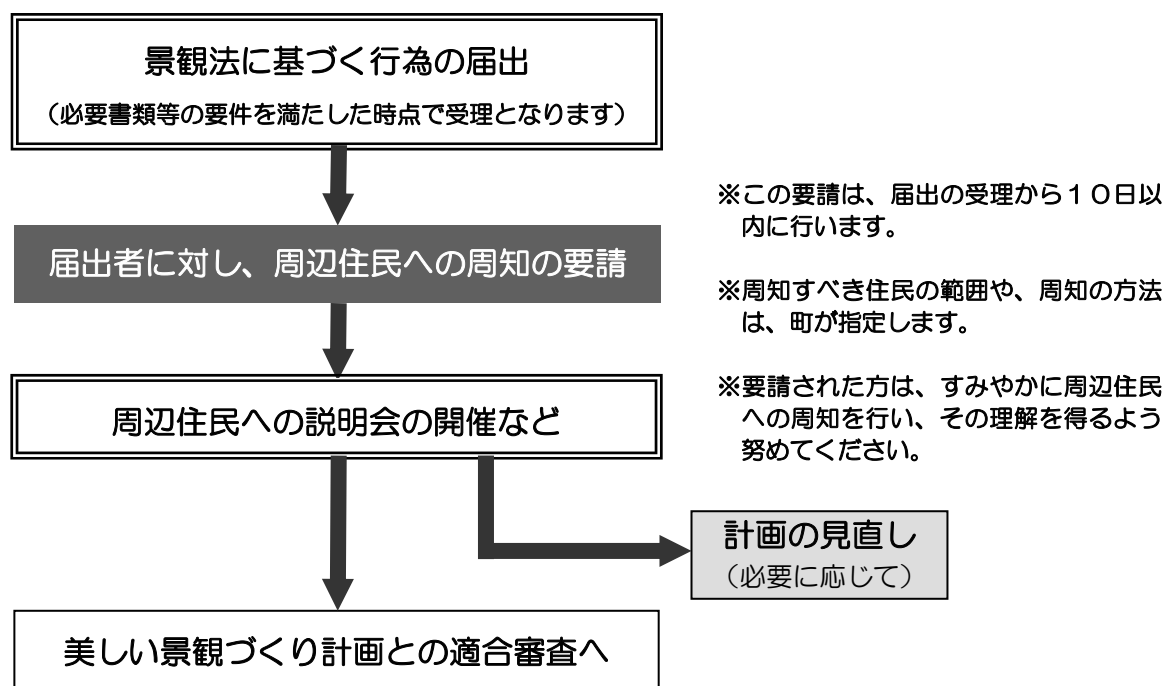 景観法に基づく行為の届出
（必要書類等の要件を満たした時点で受理となります）
届出者に対し、周辺住民への周知の要請
※この要請は、届出の受理から１０日以
内に行います。
※周知すべき住民の範囲や、周知の方法
は、町が指定します。
※要請された方は、すみやかに周辺住民
への周知を行い、その理解を得るよう
努めてください。
周辺住民への説明会の開催など
計画の見直し
（必要に応じて）
美しい景観づくり計画との適合審査へ